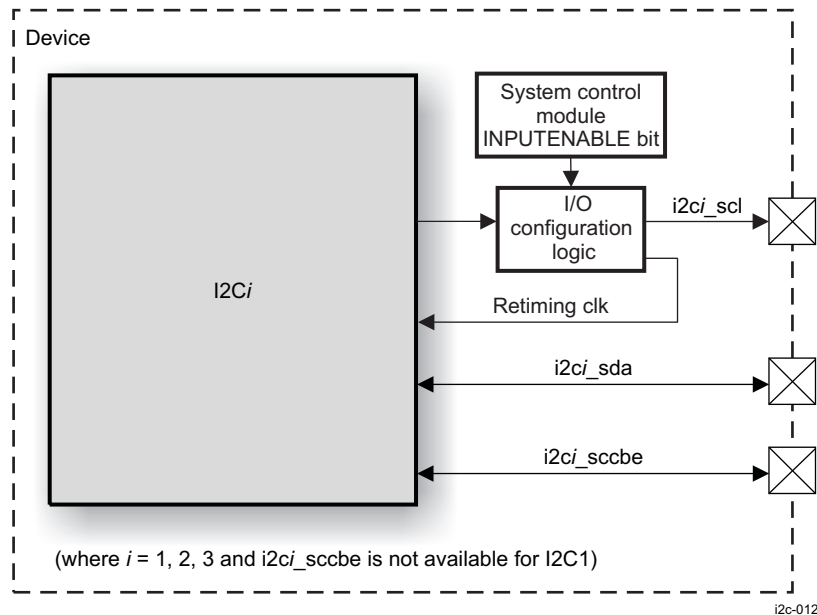 Device
System control
module
INPUTENABLE bit
I/O
configuration
logic
i2ci_scl
I2Ci
Retiming clk
i2ci_sda
i2ci_sccbe
(where i = 1, 2, 3 and i2ci_sccbe is not available for I2C1)
i2c-012